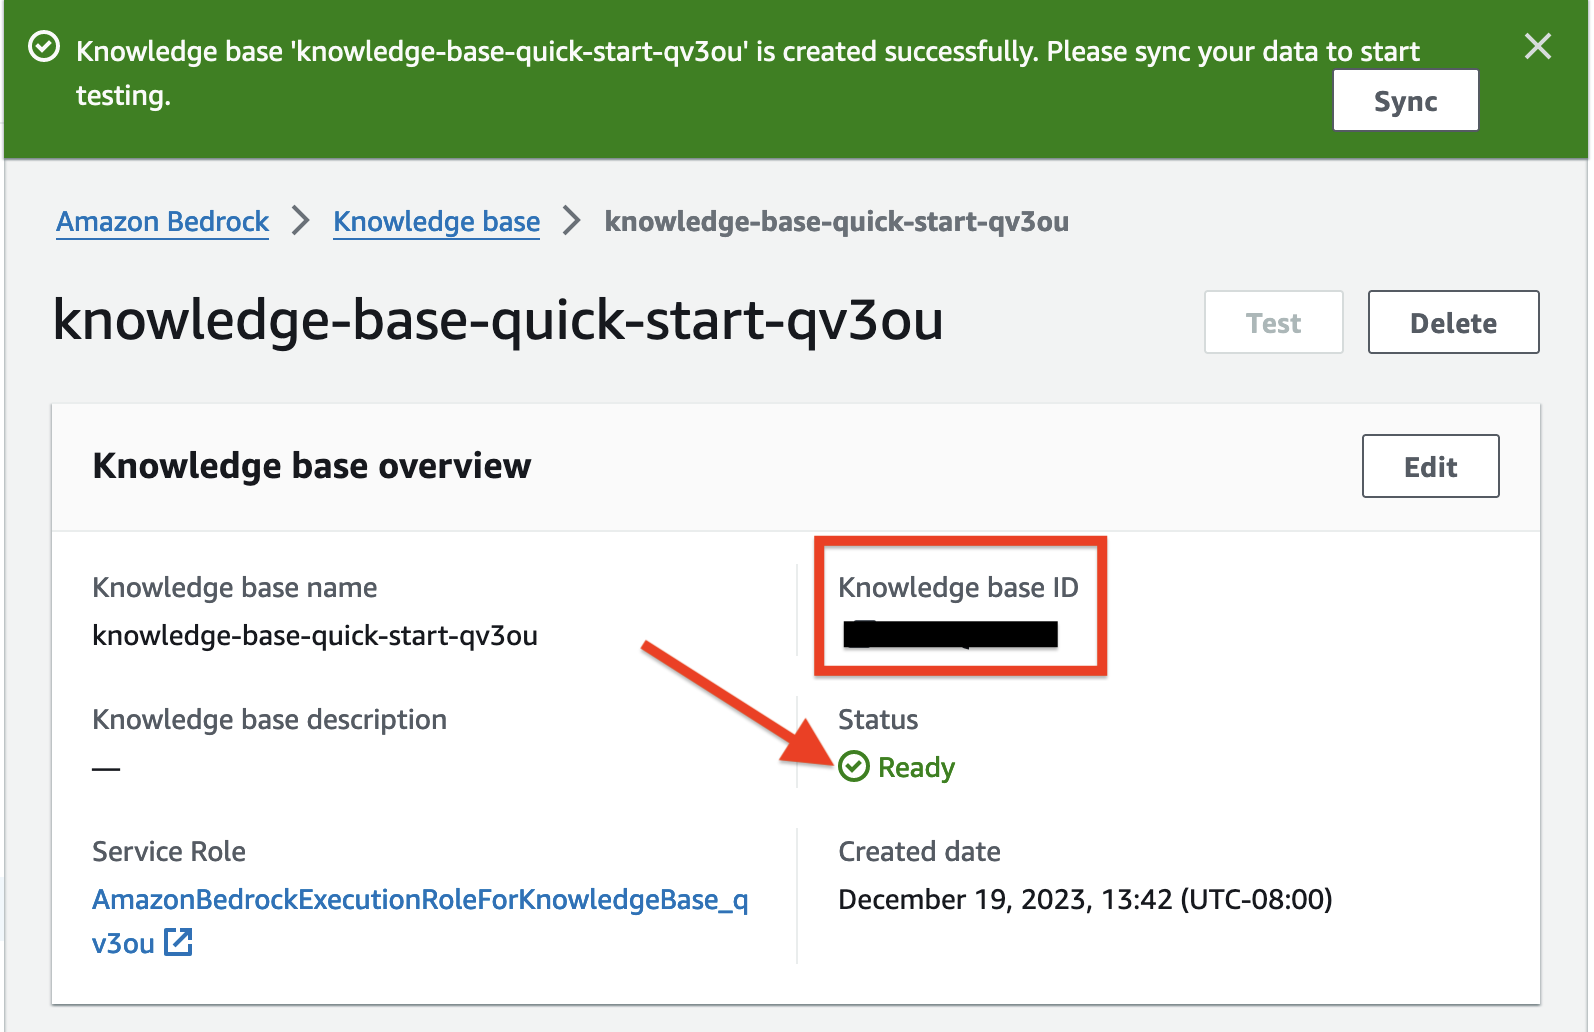 Knowledge base 'knowledge-base-quick-start-qv3ou' is created successfully. Please sync your data to start
testing.
Sync
Amazon Bedrock > Knowledge base > knowledge-base-quick-start-qv3ou
knowledge-base-quick-start-qv3ou
Test
Delete
Knowledge base overview
Edit
Knowledge base name
knowledge-base-quick-start-qv3ou
Knowledge base ID
Knowledge base description
—
Status
Ready
Service Role
AmazonBedrockExecutionRoleForKnowledgeBase_q
v3ou
Created date
December 19, 2023, 13:42 (UTC-08:00)